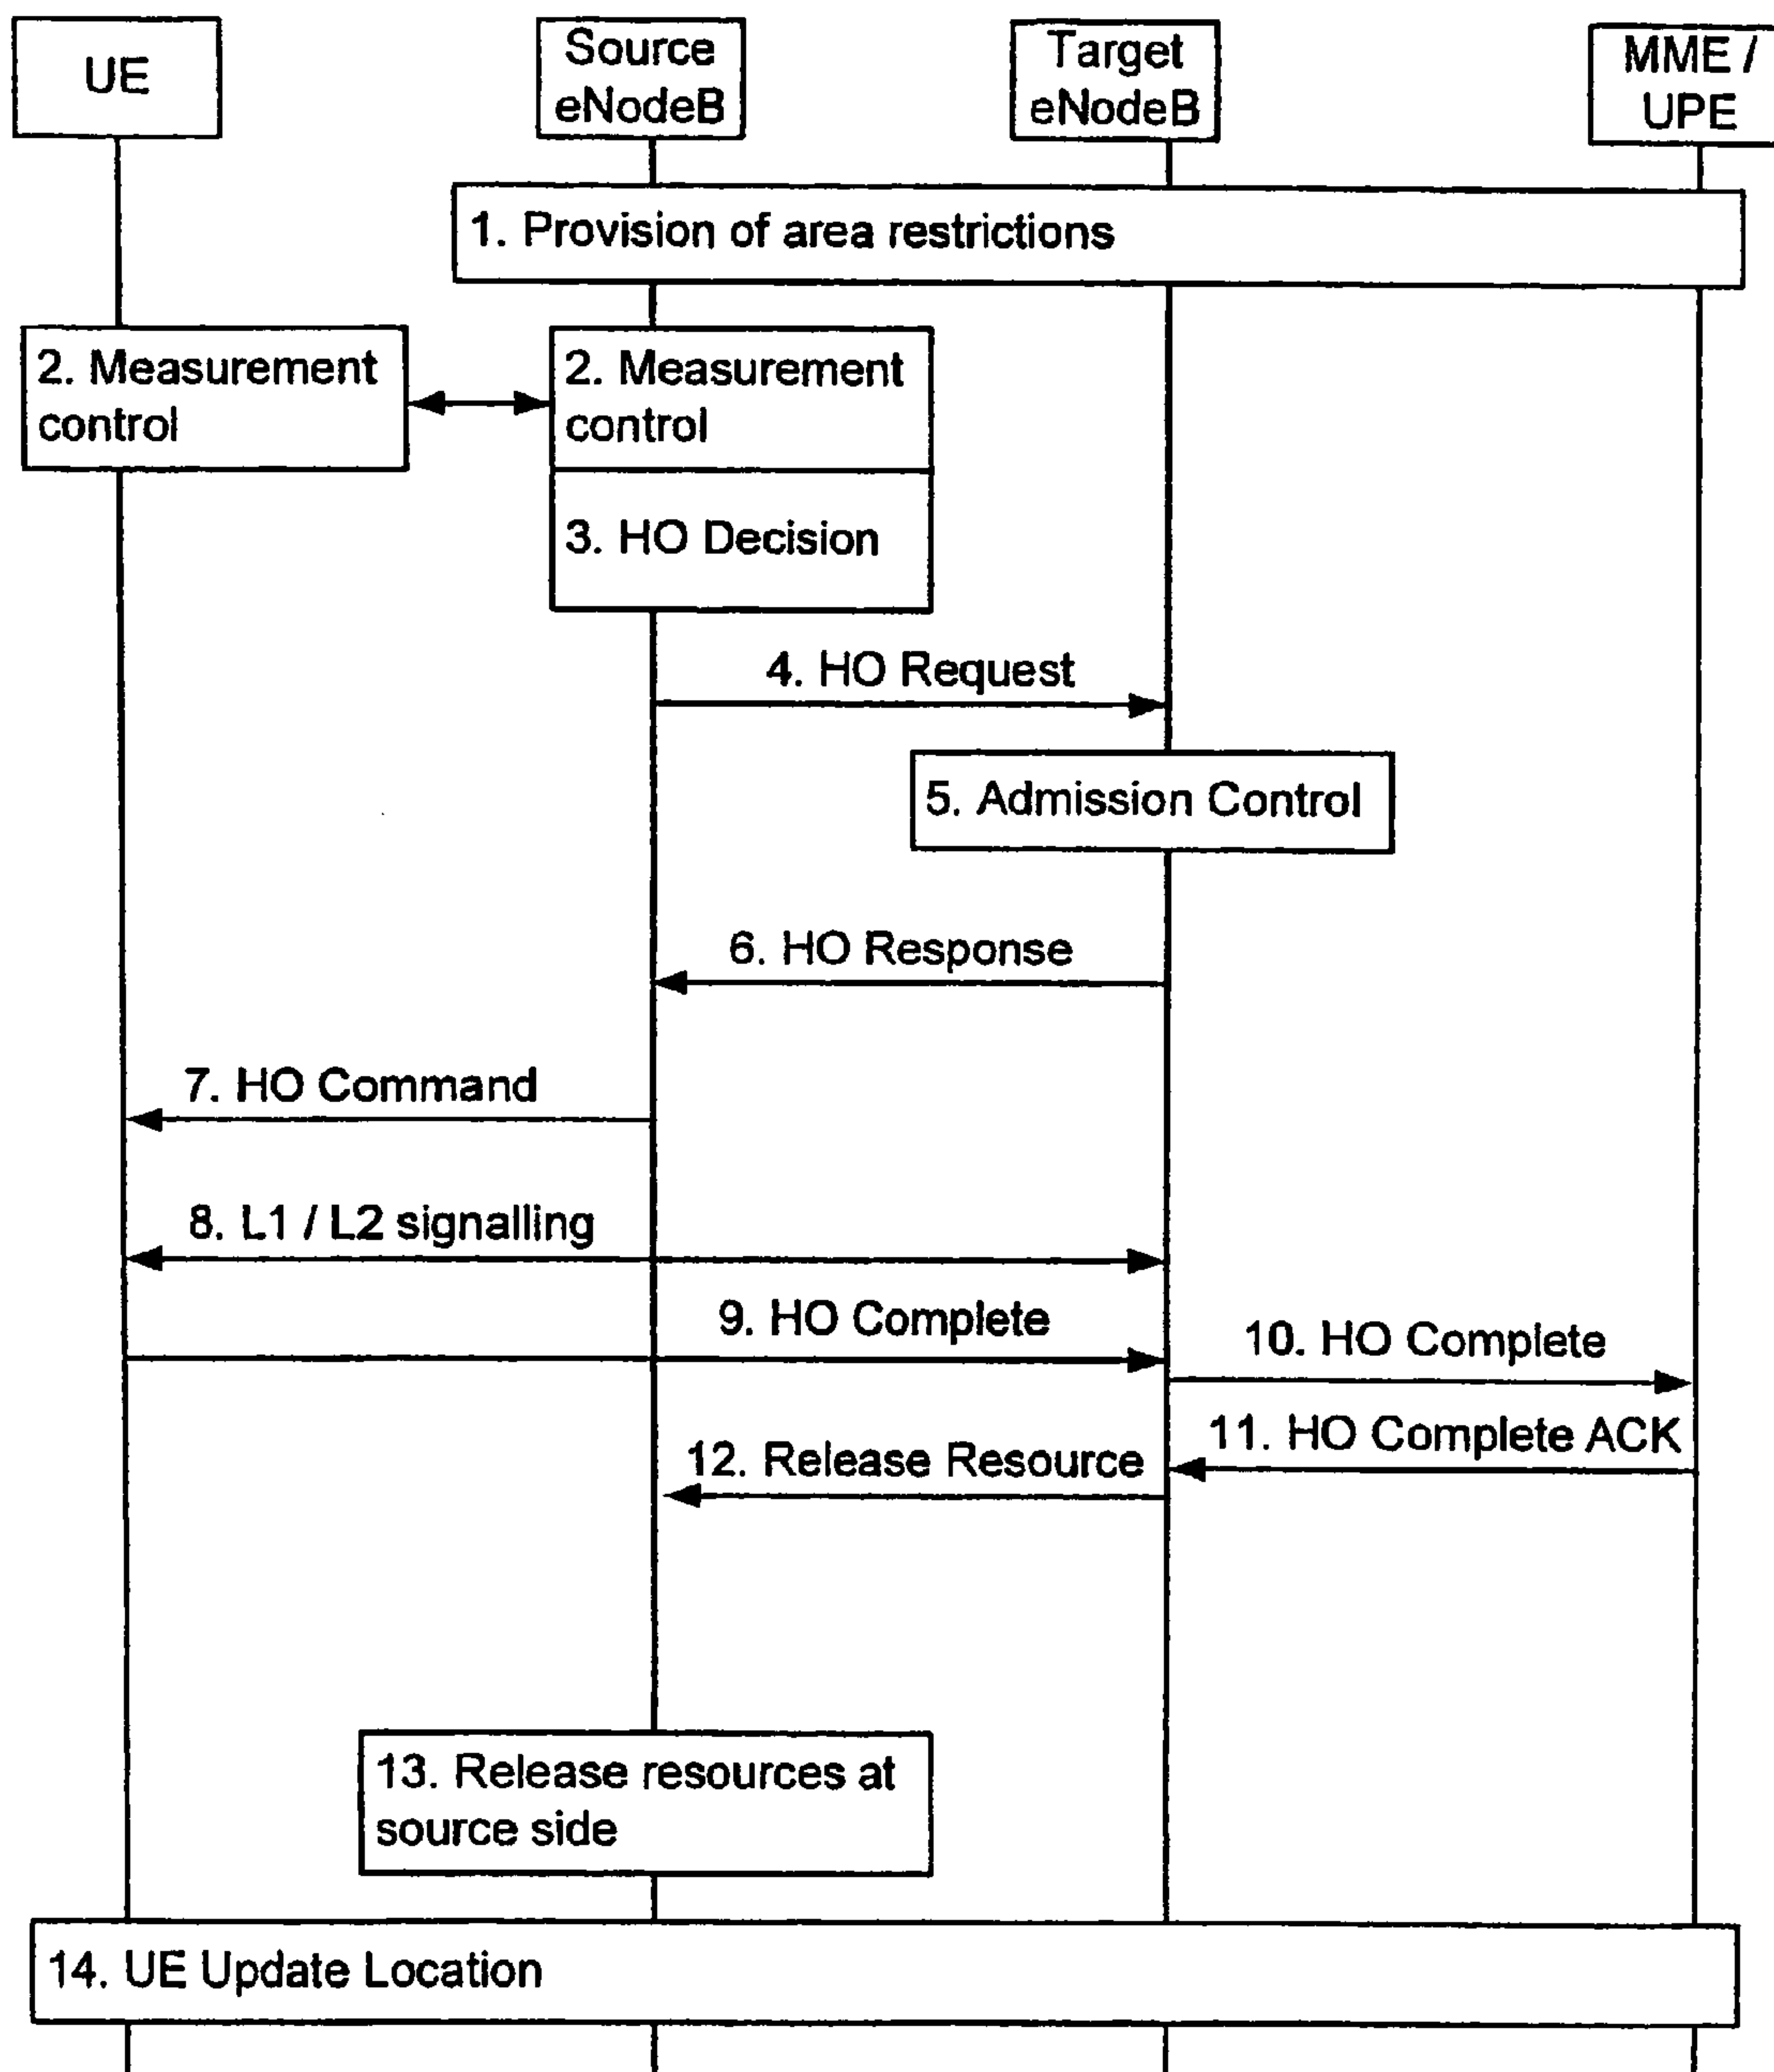 UE
Source
eNodeB
Target
eNodeB
MME /
UPE
1. Provision of area restrictions
2. Measurement
control
2. Measurement
control
3. HO Decision
4. HO Request
5. Admission Control
6. HO Response
7. HO Command
8. L1 / L2 signalling
9. HO Complete
10. HO Complete
11. HO Complete ACK
12. Release Resource
13. Release resources at
source side
14. UE Update Location